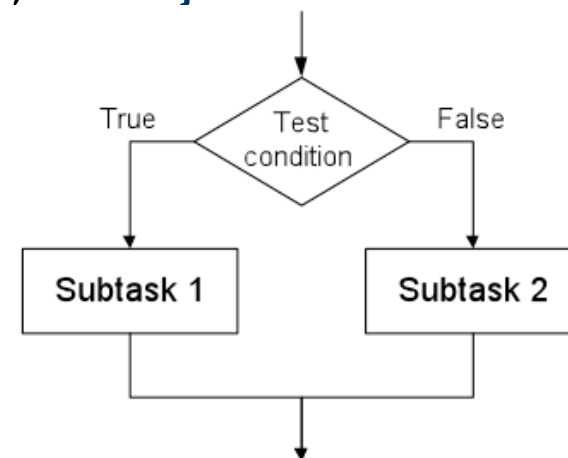 True
Test
condition
False
Subtask 1
Subtask 2